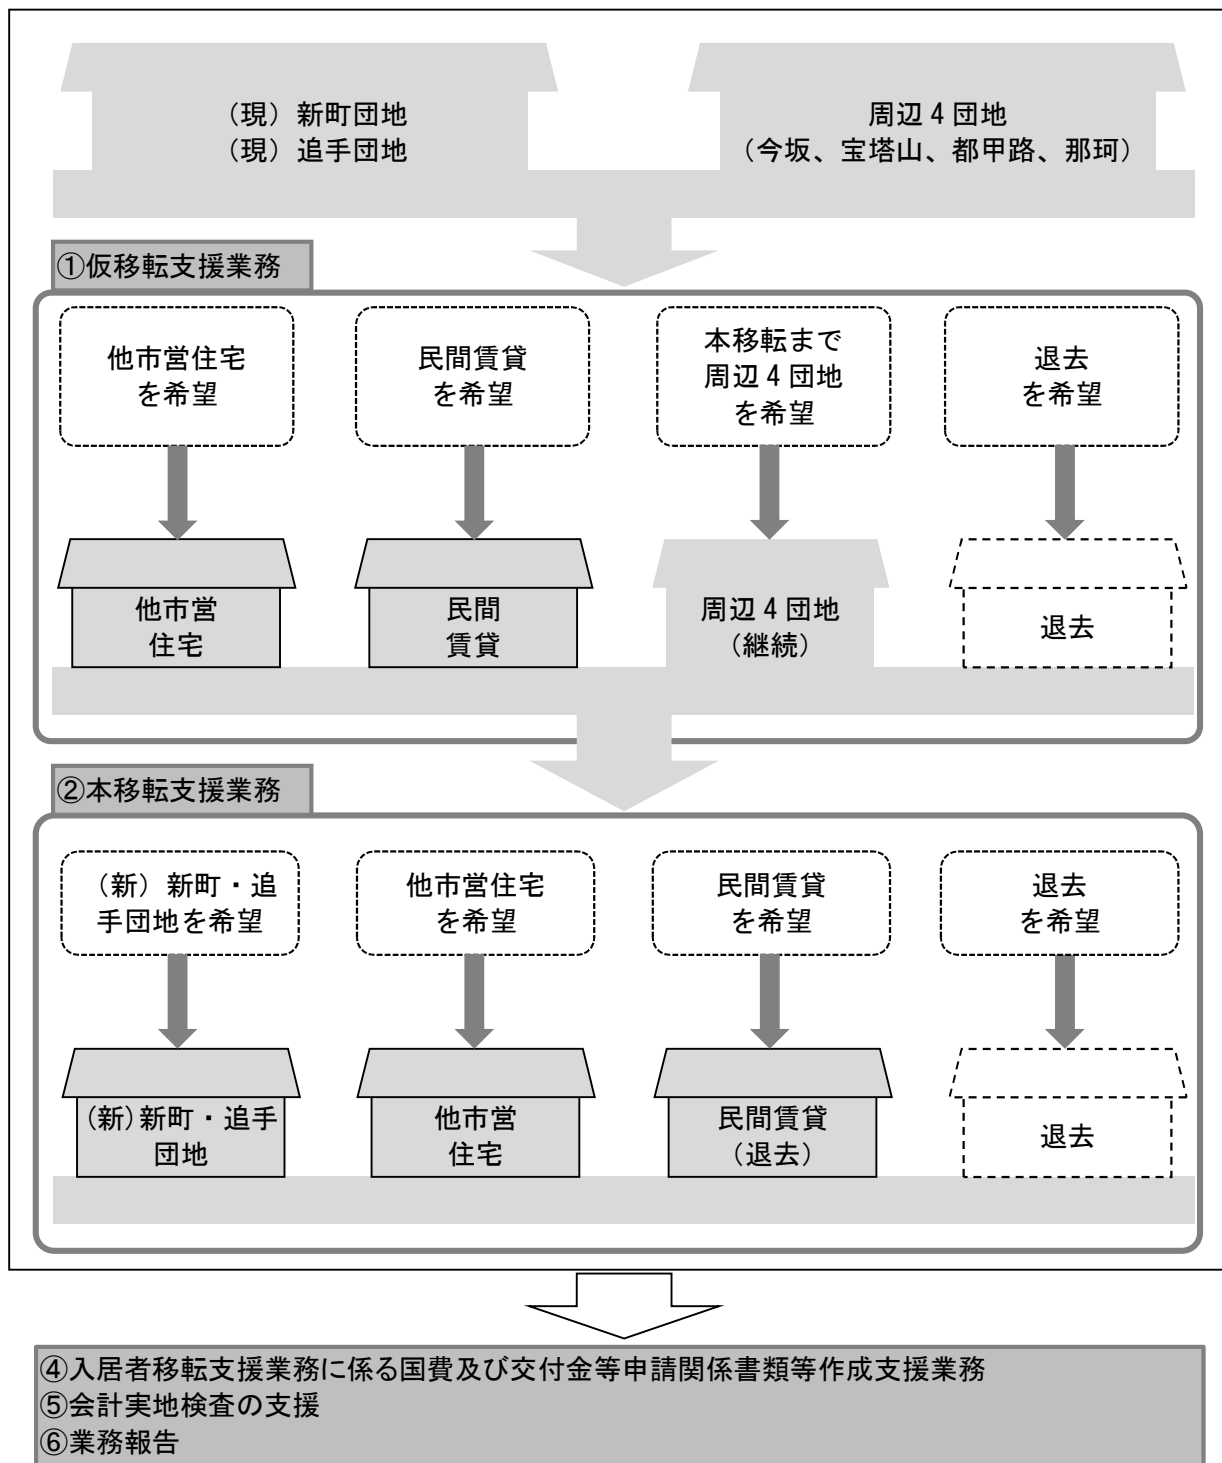 （現）新町団地
（現）追手団地
周辺４団地
（今坂、宝塔山、都甲路、那珂）
①仮移転支援業務
他市営住宅
を希望
民間賃貸
を希望
本移転まで
周辺４団地
を希望
退去
を希望
他市営
住宅
民間
賃貸
周辺４団地
（継続）
退去
②本移転支援業務
（新）新町・追
手団地を希望
他市営住宅
を希望
民間賃貸
を希望
退去
を希望
（新）新町・追手
団地
他市営
住宅
民間賃貸
（退去）
退去
④入居者移転支援業務に係る国費及び交付金等申請関係書類等作成支援業務
⑤会計実地検査の支援
⑥業務報告